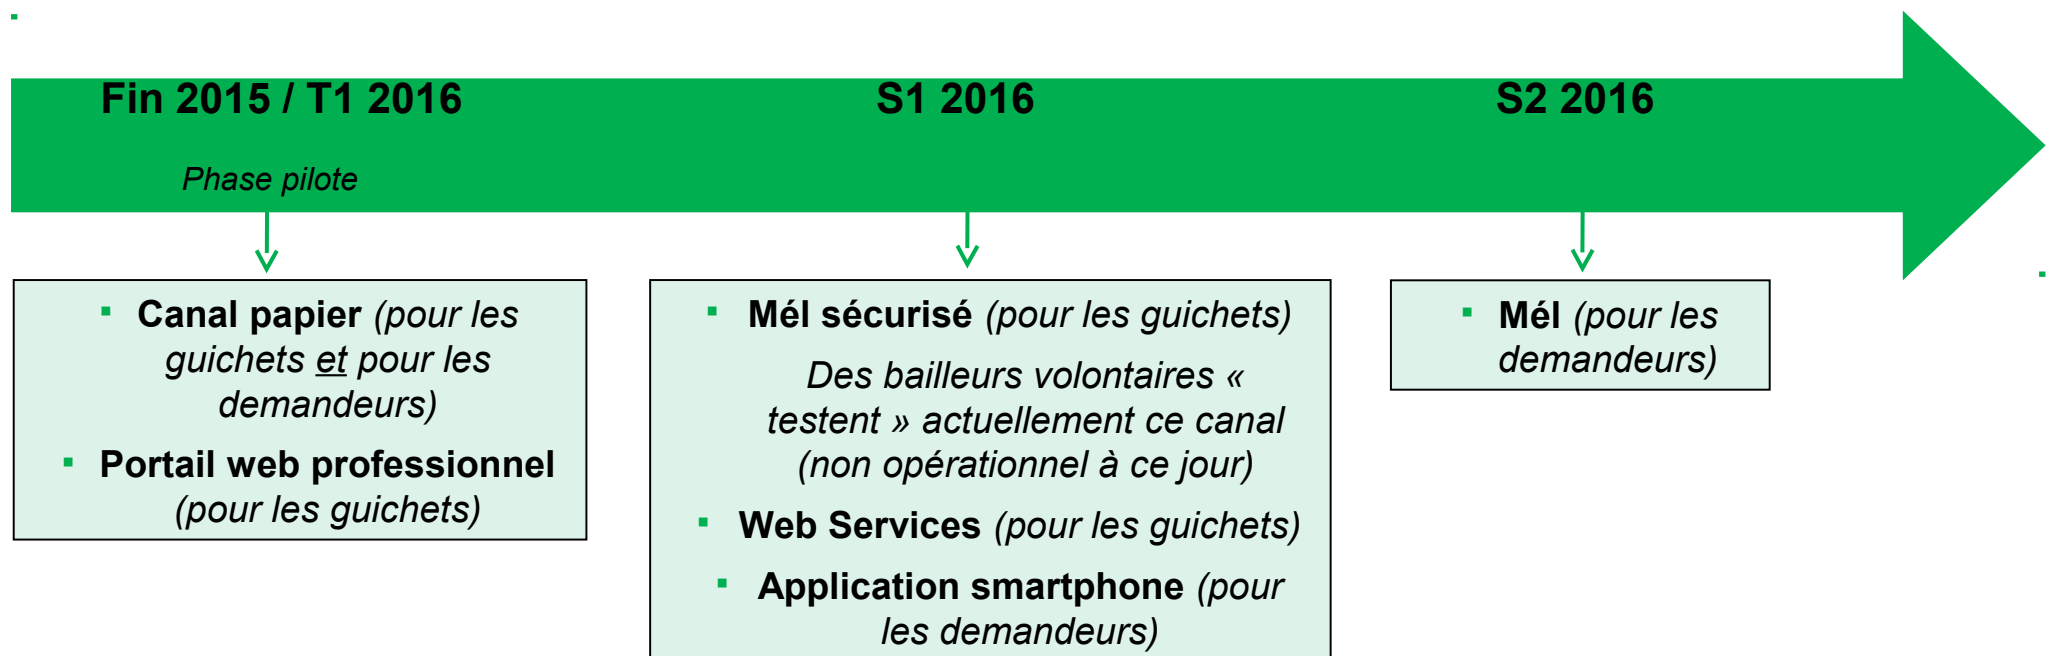 Fin 2015 / T1 2016
S1 2016
S2 2016
Phase pilote
▪ Canal papier (pour les
guichets et pour les
demandeurs)
▪ Portail web professionnel
(pour les guichets)
▪ Mél sécurisé (pour les guichets)
Des bailleurs volontaires «
testent » actuellement ce canal
(non opérationnel à ce jour)
▪ Web Services (pour les guichets)
▪ Application smartphone (pour
les demandeurs)
▪ Mél (pour les
demandeurs)